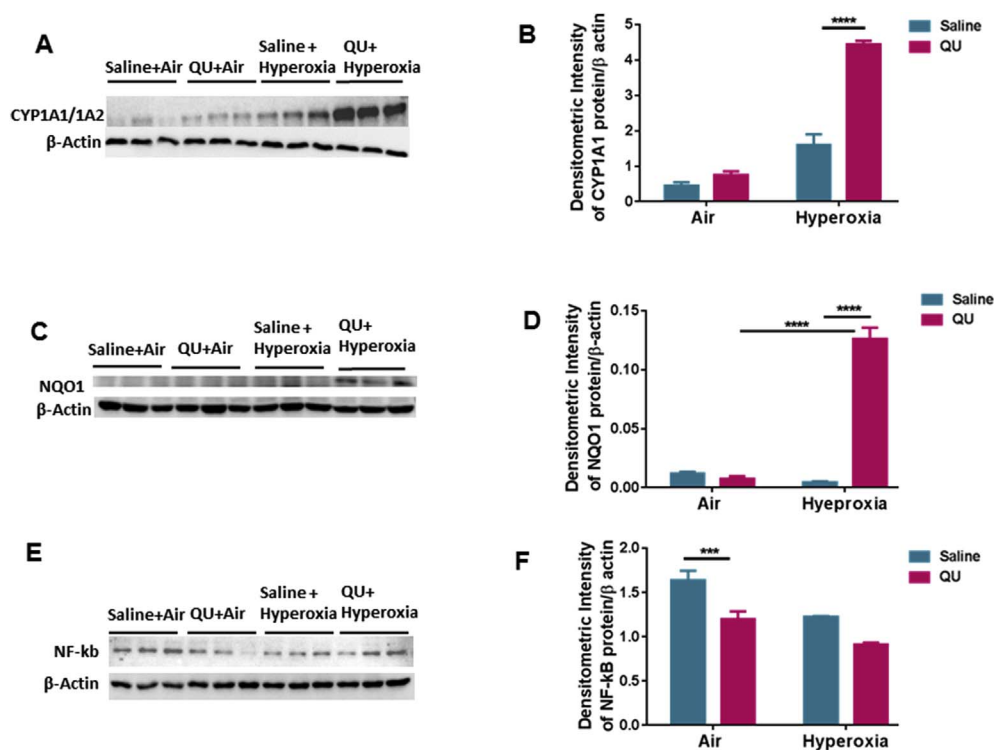 A
Saline+Air
QU+Air
Saline+
Hyperoxia
QU+
Hyperoxia
CYP1A1/1A2
β-Actin
B
Densitometric Intensity
of CYP1A1 protein/β actin
5
4
3
2
1
0
****
Air
Hyperoxia
Saline
QU
C
Saline+Air
QU+Air
Saline+
Hyperoxia
QU+
Hyperoxia
NQO1
β-Actin
D
Densitometric Intensity
of NQO1 protein/β-actin
0.15
0.10
0.05
0.00
****
****
Air
Hyeproxia
Saline
QU
E
Saline+Air
QU+Air
Saline+
Hyperoxia
QU+
Hyperoxia
NF-kb
β-Actin
F
Densitometric Intensity
of NF-kB protein/β actin
2.0
1.5
1.0
0.5
0.0
***
Air
Hyperoxia
Saline
QU